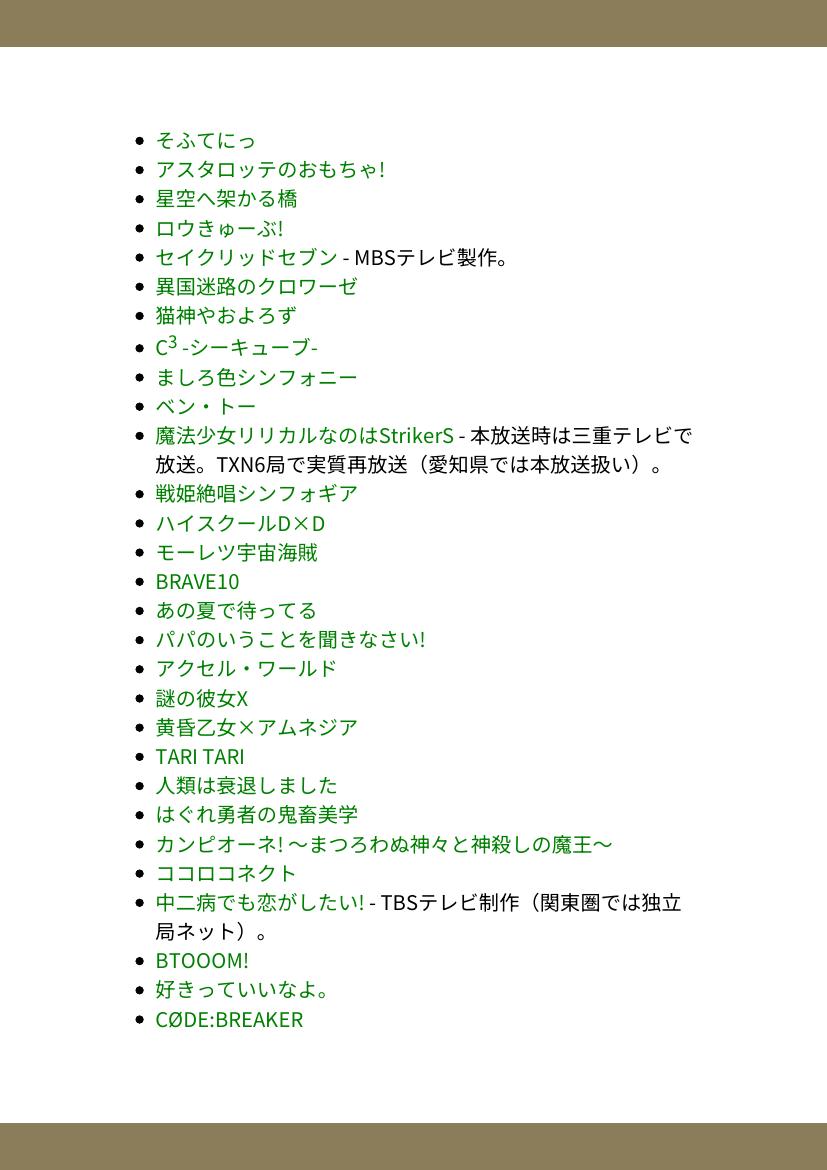 そふてにっ
アスタロッテのおもちゃ!
星空へ架かる橋
ロウきゅーぶ!
セイクリッドセブン - MBSテレビ製作。
異国迷路のクロワーゼ
猫神やおよろず
C³ -シーキューブ-
ましろ色シンフォニー
ベン・トー
魔法少女リリカルなのはStrikerS - 本放送時は三重テレビで
放送。TXN6局で実質再放送（愛知県では本放送扱い）。
戦姫絶唱シンフォギア
ハイスクールD×D
モーレツ宇宙海賊
BRAVE10
あの夏で待ってる
パパのいうことを聞きなさい!
アクセル・ワールド
謎の彼女X
黄昏乙女×アムネジア
TARI TARI
人類は衰退しました
はぐれ勇者の鬼畜美学
カンピオーネ! 〜まつろわぬ神々と神殺しの魔王〜
ココロコネクト
中二病でも恋がしたい! - TBSテレビ制作（関東圏では独立
局ネット）。
BTOOOM!
好きっていいなよ。
CØDE:BREAKER